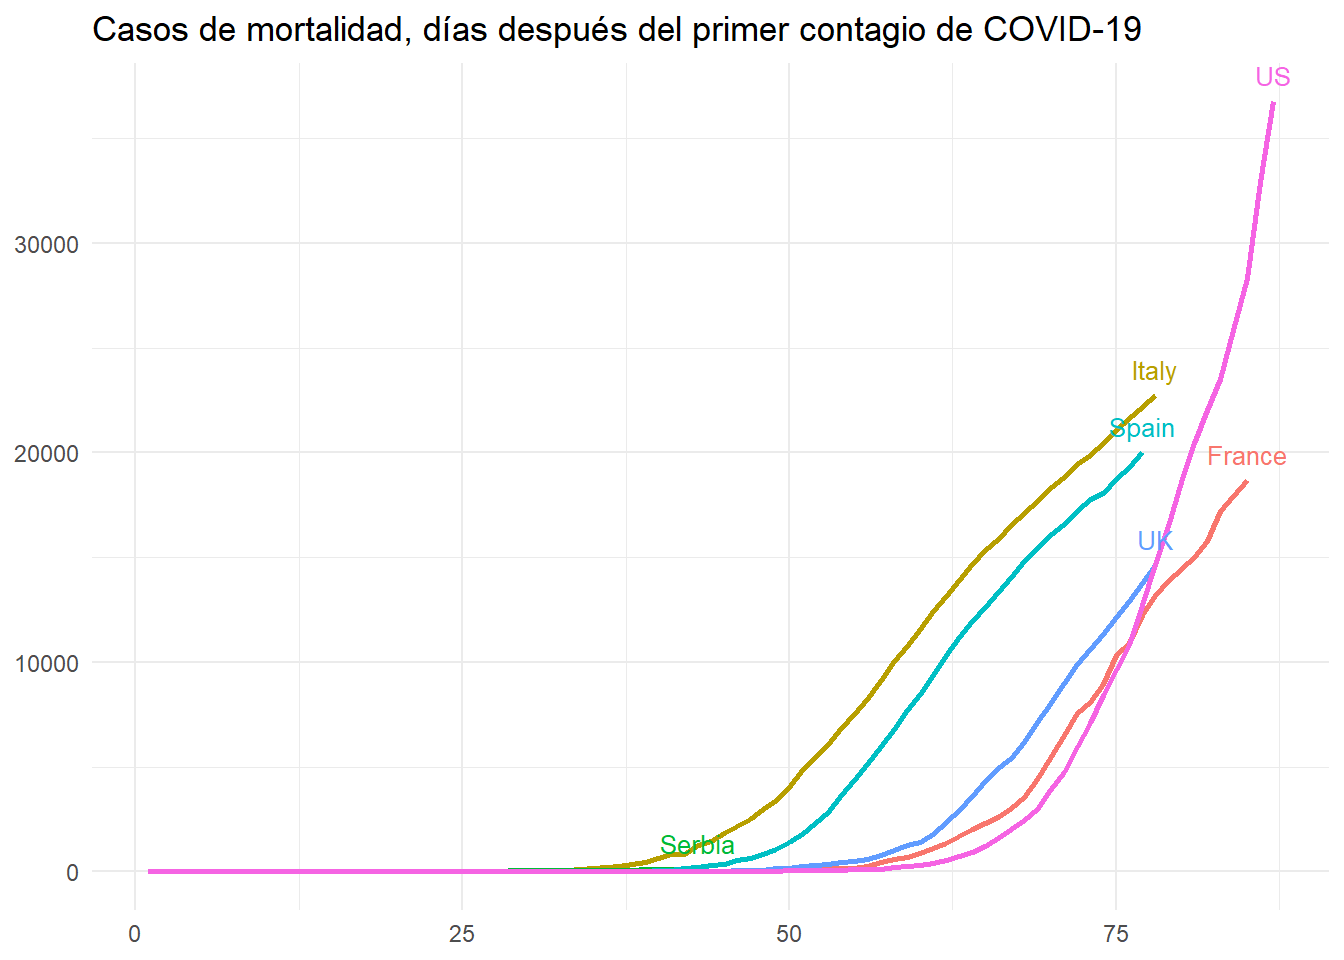 Casos de mortalidad, días después del primer contagio de COVID-19
US
30000
Italy
Spain
20000
France
UK
10000
Serbia
0
0 25 50 75